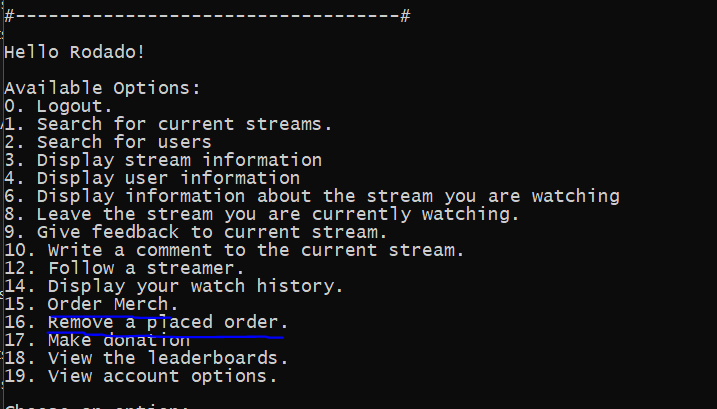 #-----------------------------------#
Hello Rodado!
Available Options:
0. Logout.
1. Search for current streams.
2. Search for users
3. Display stream information
4. Display user information
6. Display information about the stream you are watching
8. Leave the stream you are currently watching.
9. Give feedback to current stream.
10. Write a comment to the current stream.
12. Follow a streamer.
14. Display your watch history.
15. Order Merch.
16. Remove a placed order.
17. Make donation
18. View the leaderboards.
19. View account options.